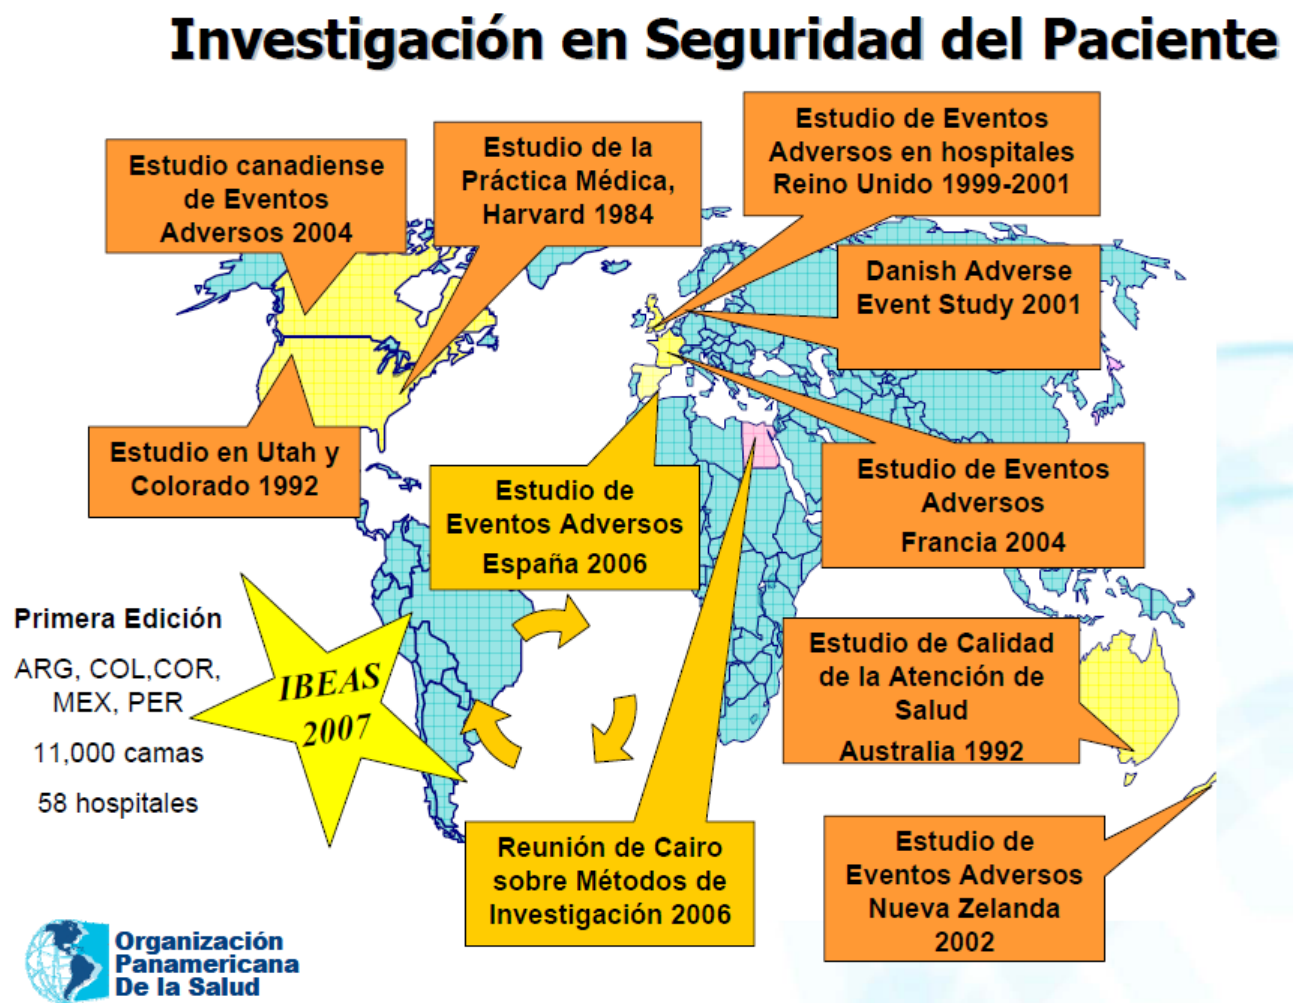 Investigación en Seguridad del Paciente
Estudio canadiense
de Eventos
Adversos 2004
Estudio de la
Práctica Médica,
Harvard 1984
Estudio de Eventos
Adversos en hospitales
Reino Unido 1999-2001
Danish Adverse
Event Study 2001
Estudio en Utah y
Colorado 1992
Estudio de
Eventos Adversos
España 2006
Estudio de Eventos
Adversos
Francia 2004
Primera Edición
ARG, COL,COR,
MEX, PER
11,000 camas
58 hospitales
IBEAS
2007
Estudio de Calidad
de la Atención de
Salud
Australia 1992
Reunión de Cairo
sobre Métodos de
Investigación 2006
Estudio de
Eventos Adversos
Nueva Zelanda
2002
Organización
Panamericana
De la Salud